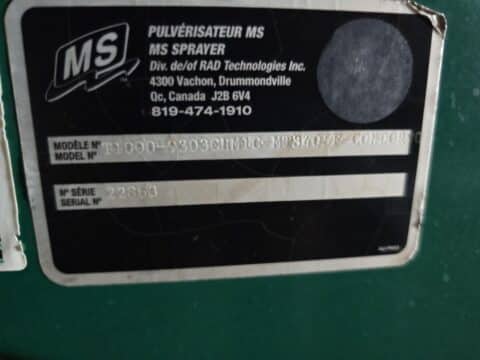 MS
PULVÉRISATEUR MS
MS SPRAYER
Div. de/of RAD Technologies Inc.
4300 Vachon, Drummondville
Qc, Canada J2B 6V4
819-474-1910
MODÈLE N°
MODEL N°
N° SÉRIE
SERIAL N°
22863